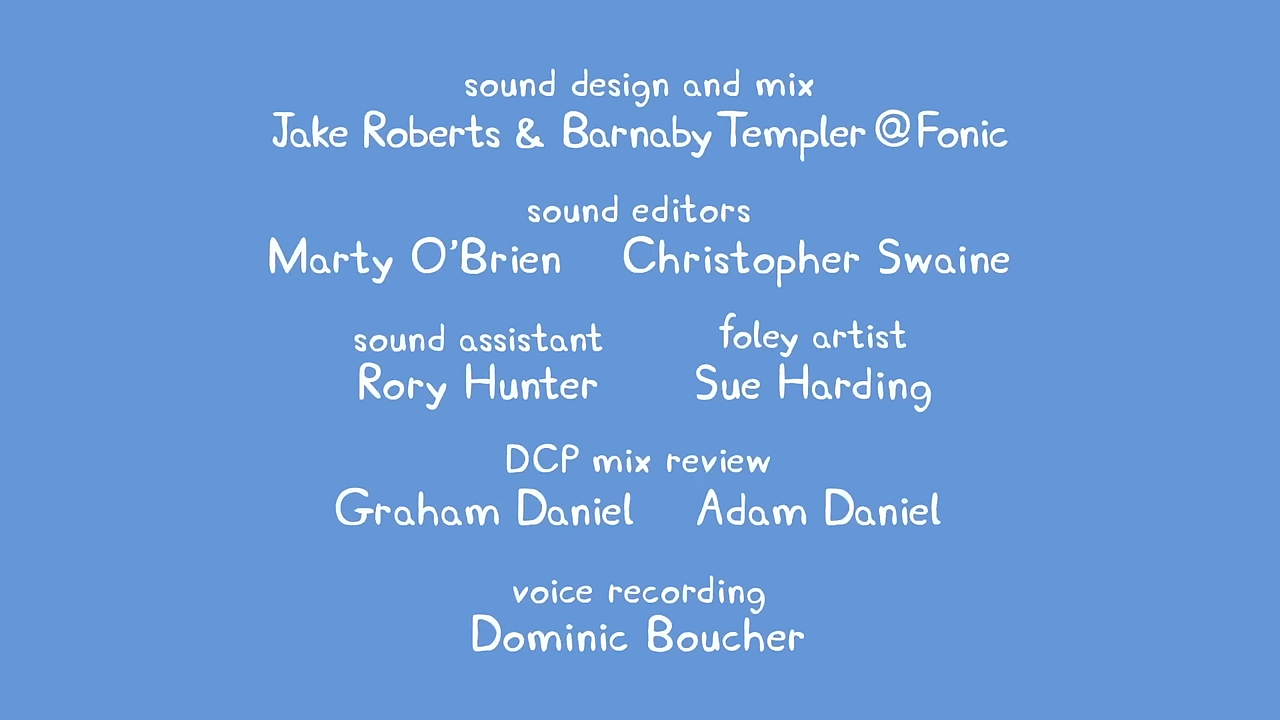 sound design and mix
Jake Roberts & Barnaby Templer @ Fonic
sound editors
Marty O'Brien Christopher Swaine
sound assistant foley artist
Rory Hunter Sue Harding
DCP mix review
Graham Daniel Adam Daniel
voice recording
Dominic Boucher